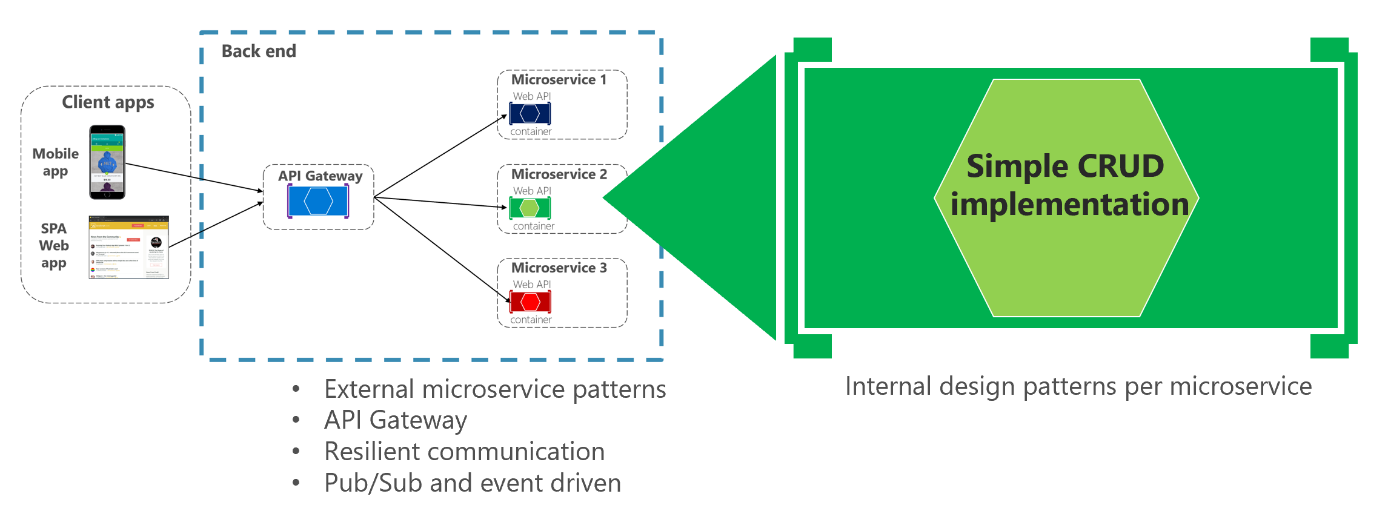 Back end
Client apps
Mobile
app
SPA
Web
app
API Gateway
Microservice 1
Web API
container
Microservice 2
Web API
container
Microservice 3
Web API
container
Simple CRUD
implementation
• External microservice patterns
• API Gateway
• Resilient communication
• Pub/Sub and event driven
Internal design patterns per microservice